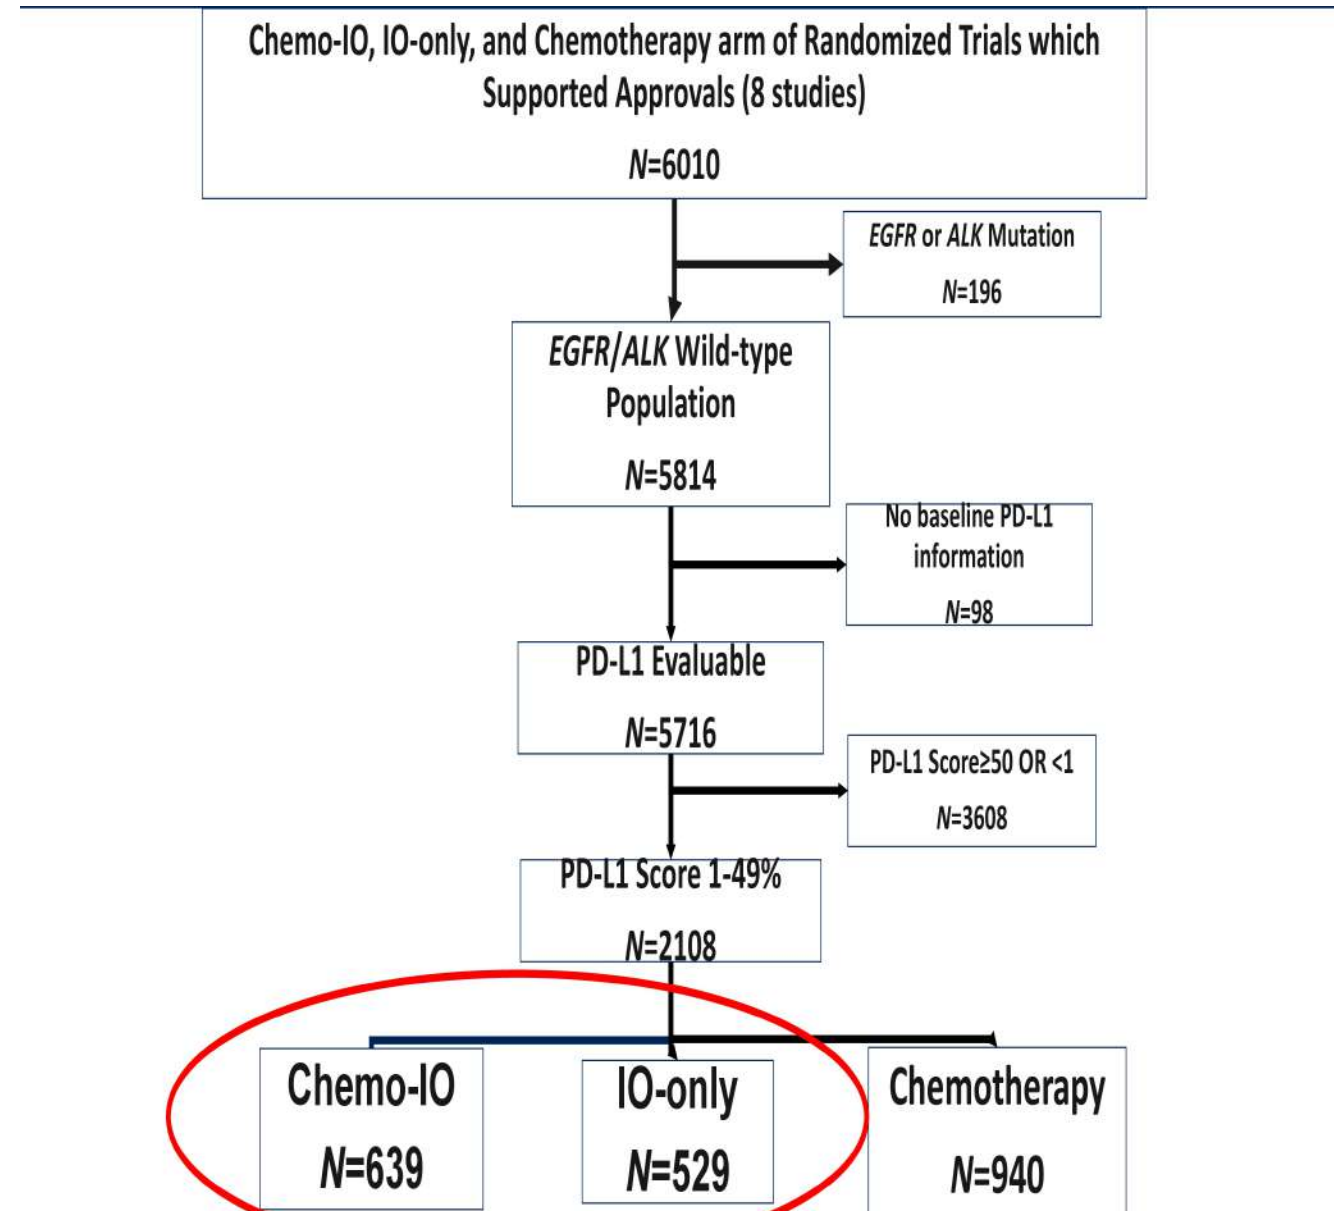 Chemo-IO, IO-only, and Chemotherapy arm of Randomized Trials which
Supported Approvals (8 studies)
N=6010
EGFR or ALK Mutation
N=196
EGFR/ALK Wild-type
Population
N=5814
No baseline PD-L1
information
N=98
PD-L1 Evaluable
N=5716
PD-L1 Score≥50 OR <1
N=3608
PD-L1 Score 1-49%
N=2108
Chemo-IO
N=639
IO-only
N=529
Chemotherapy
N=940